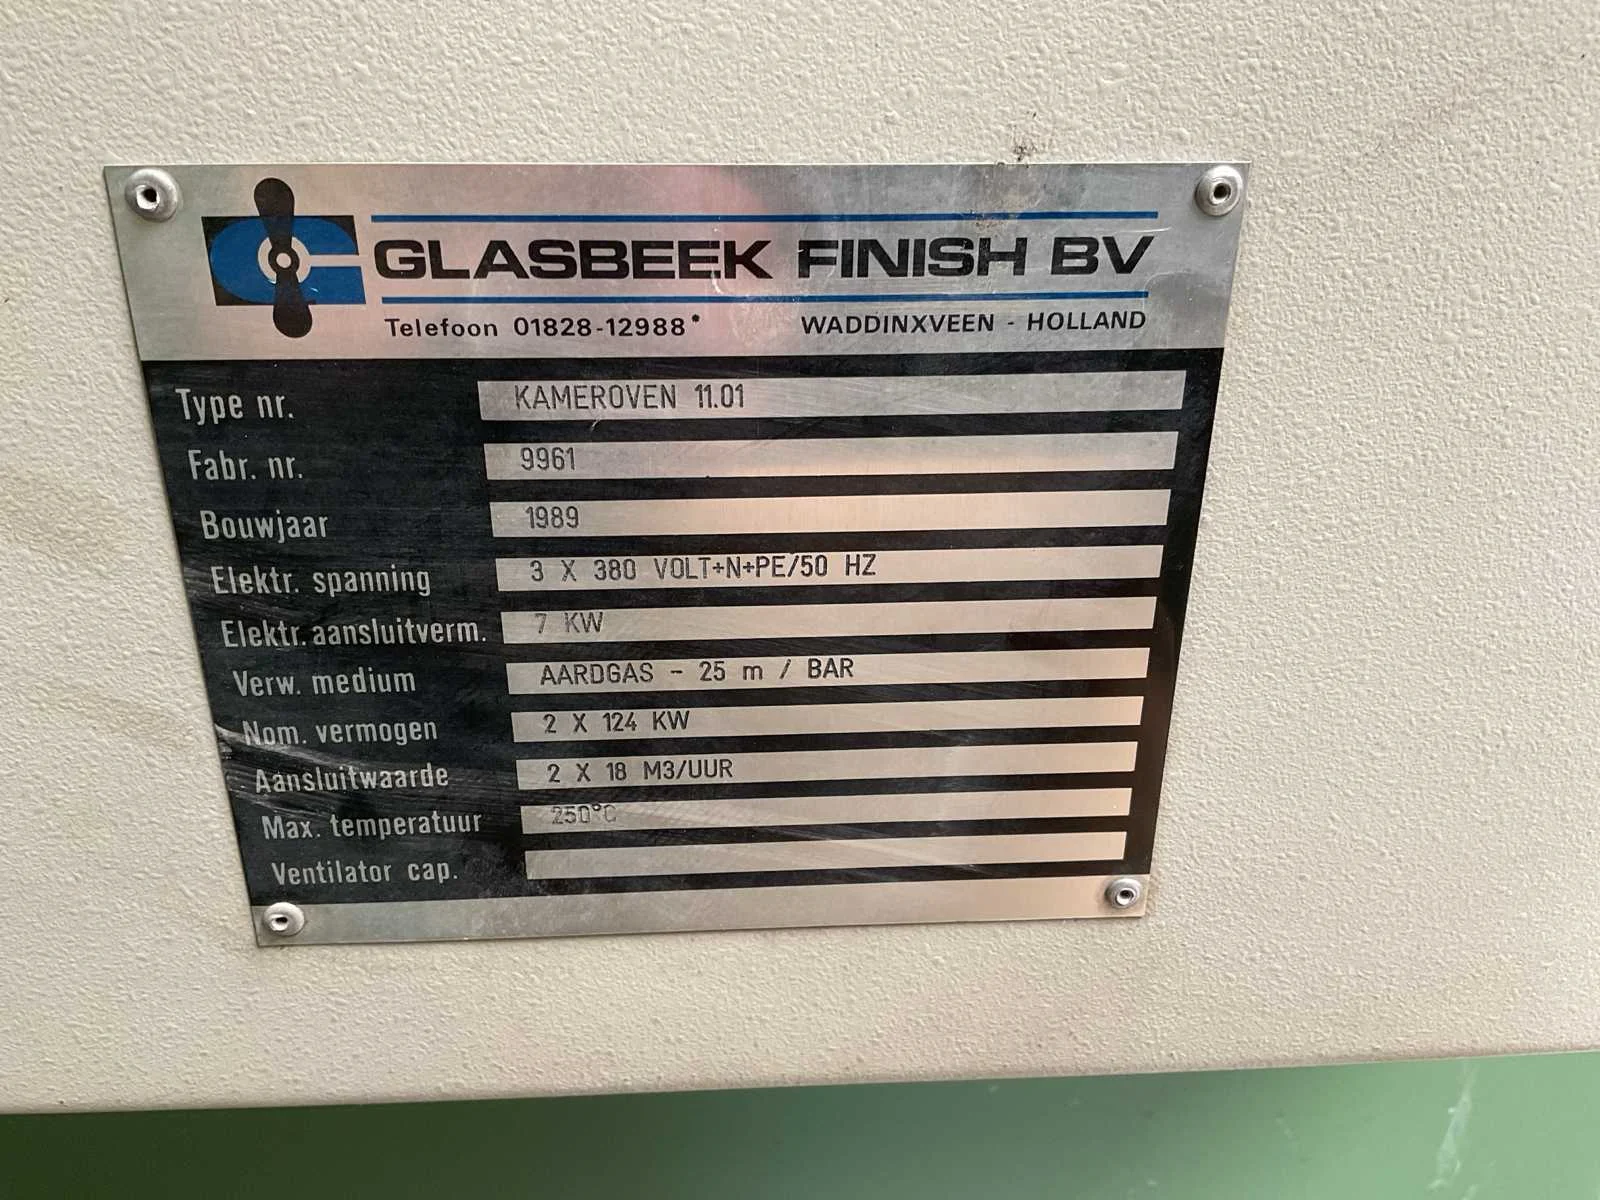 GLASBEEK FINISH BV
Telefoon 01828-12988* WADDINXVEEN - HOLLAND
Type nr. KAMEROVEN 11.01
Fabr. nr. 9961
Bouwjaar 1989
Elektr. spanning 3 X 380 VOLT+N+PE/50 HZ
Elektr. aansluitverm. 7 KW
Verw. medium AARDGAS - 25 m / BAR
Nom. vermogen 2 X 124 KW
Aansluitwaarde 2 X 18 M3/UUR
Max. temperatuur 250°C
Ventilator cap.